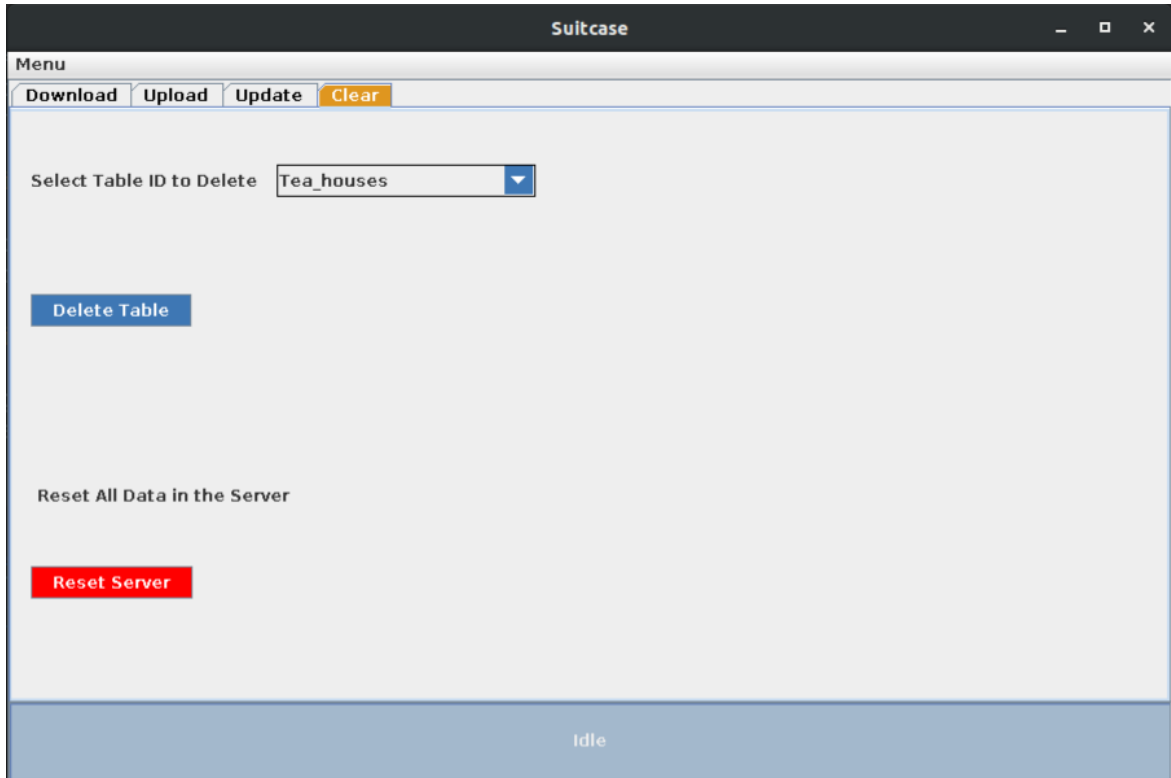 Suitcase
Menu
Download Upload Update Clear
Select Table ID to Delete Tea_houses
Delete Table
Reset All Data in the Server
Reset Server
Idle